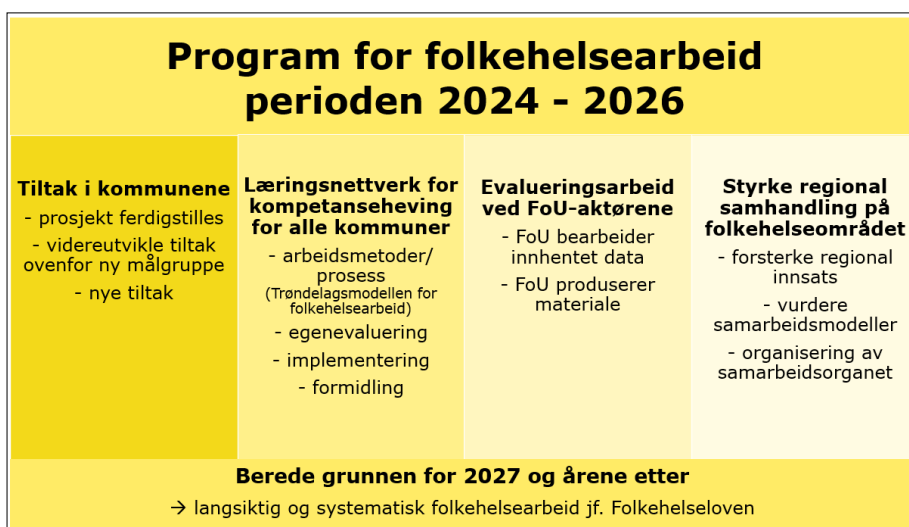 Program for folkehelsearbeid
perioden 2024 - 2026
Tiltak i kommunene
- prosjekt ferdigstilles
- videreutvikle tiltak
ovenfor ny målgruppe
- nye tiltak
Læringsnettverk for
kompetanseheving
for alle kommuner
- arbeidsmetoder/
prosess
(Trøndelagsmodellen for
folkehelsearbeid)
- egenevaluering
- implementering
- formidling
Evalueringsarbeid
ved FoU-aktørene
- FoU bearbeider
innhentet data
- FoU produserer
materiale
Styrke regional
samhandling på
folkehelseområdet
- forsterke regional
innsats
- vurdere
samarbeidsmodeller
- organisering av
samarbeidsorganet
Berede grunnen for 2027 og årene etter
→ langsiktig og systematisk folkehelsearbeid jf. Folkehelseloven